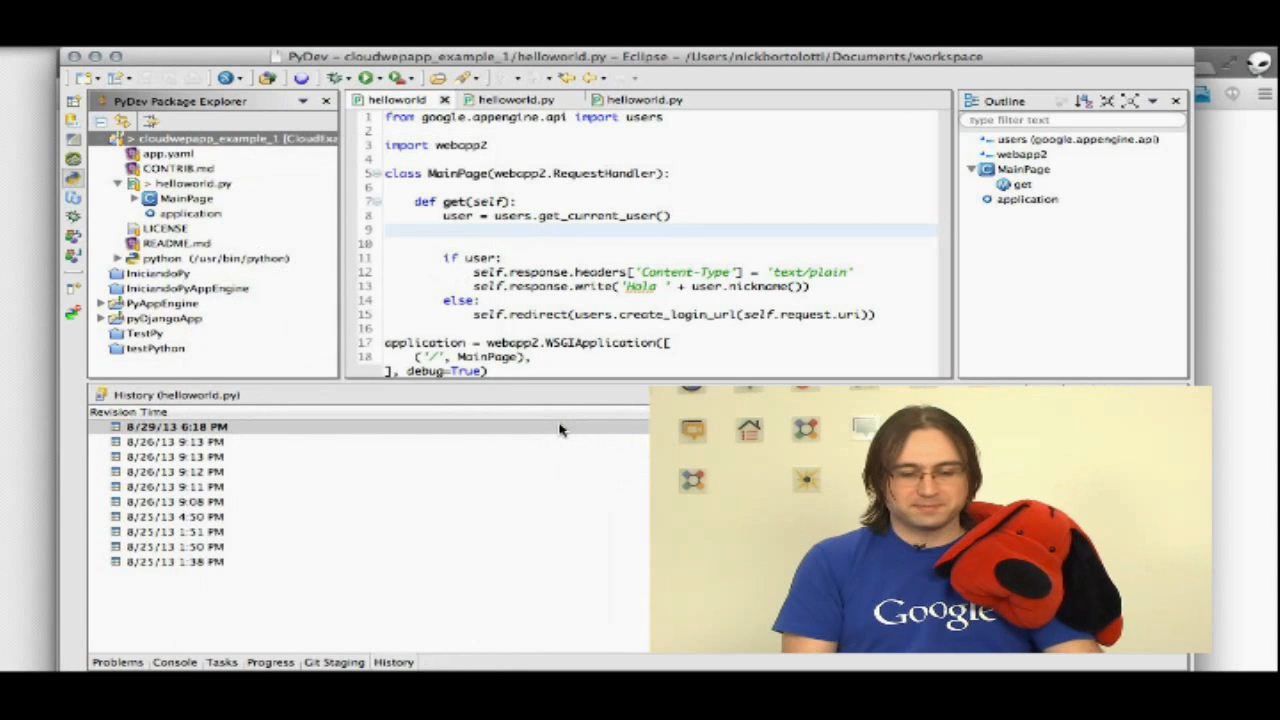 PyDev – cloudwepapp_example_1/helloworld.py – Eclipse – /Users/nickbortolotti/Documents/workspace
PyDev Package Explorer
cloudwepapp_example_1 [CloudExa
app.yaml
CONTRIB.md
> helloworld.py
MainPage
application
LICENSE
README.md
python (/usr/bin/python)
IniciandoPy
IniciandoPyAppEngine
PyAppEngine
pyDjangoApp
TestPy
testPython
helloworld
helloworld.py
helloworld.py
1 from google.appengine.api import users
2
3 import webapp2
4
5 class MainPage(webapp2.RequestHandler):
6
7 def get(self):
8 user = users.get_current_user()
9
10
11 if user:
12 self.response.headers['Content-Type'] = 'text/plain'
13 self.response.write('Hola ' + user.nickname())
14 else:
15 self.redirect(users.create_login_url(self.request.uri))
16
17 application = webapp2.WSGIApplication([
18 ('/', MainPage),
], debug=True)
Outline
type filter text
users (google.appengine.api)
webapp2
MainPage
get
application
History (helloworld.py)
Revision Time
8/29/13 6:18 PM
8/26/13 9:13 PM
8/26/13 9:13 PM
8/26/13 9:12 PM
8/26/13 9:11 PM
8/26/13 9:08 PM
8/25/13 4:50 PM
8/25/13 1:51 PM
8/25/13 1:50 PM
8/25/13 1:38 PM
Google
Problems Console Tasks Progress Git Staging History